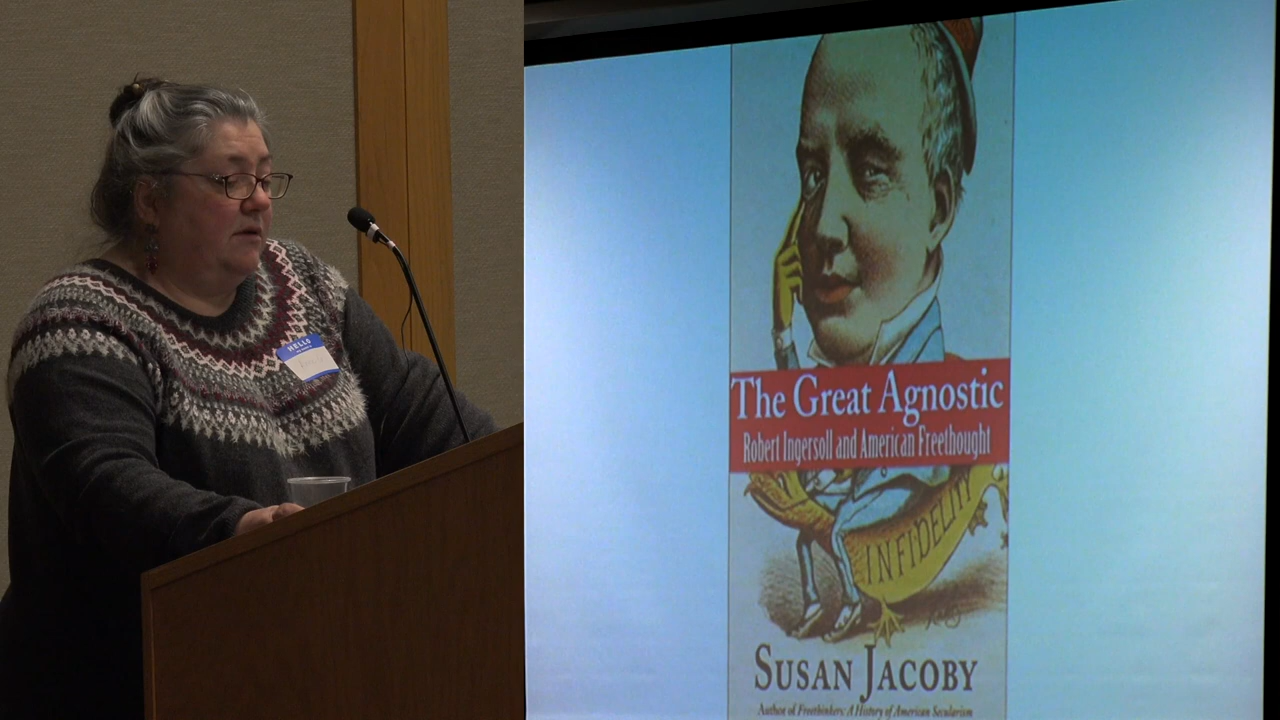 HELLO
The Great Agnostic
Robert Ingersoll and American Freethought
INFIDELITY
SUSAN JACOBY
Author of Freethinkers: A History of American Secularism